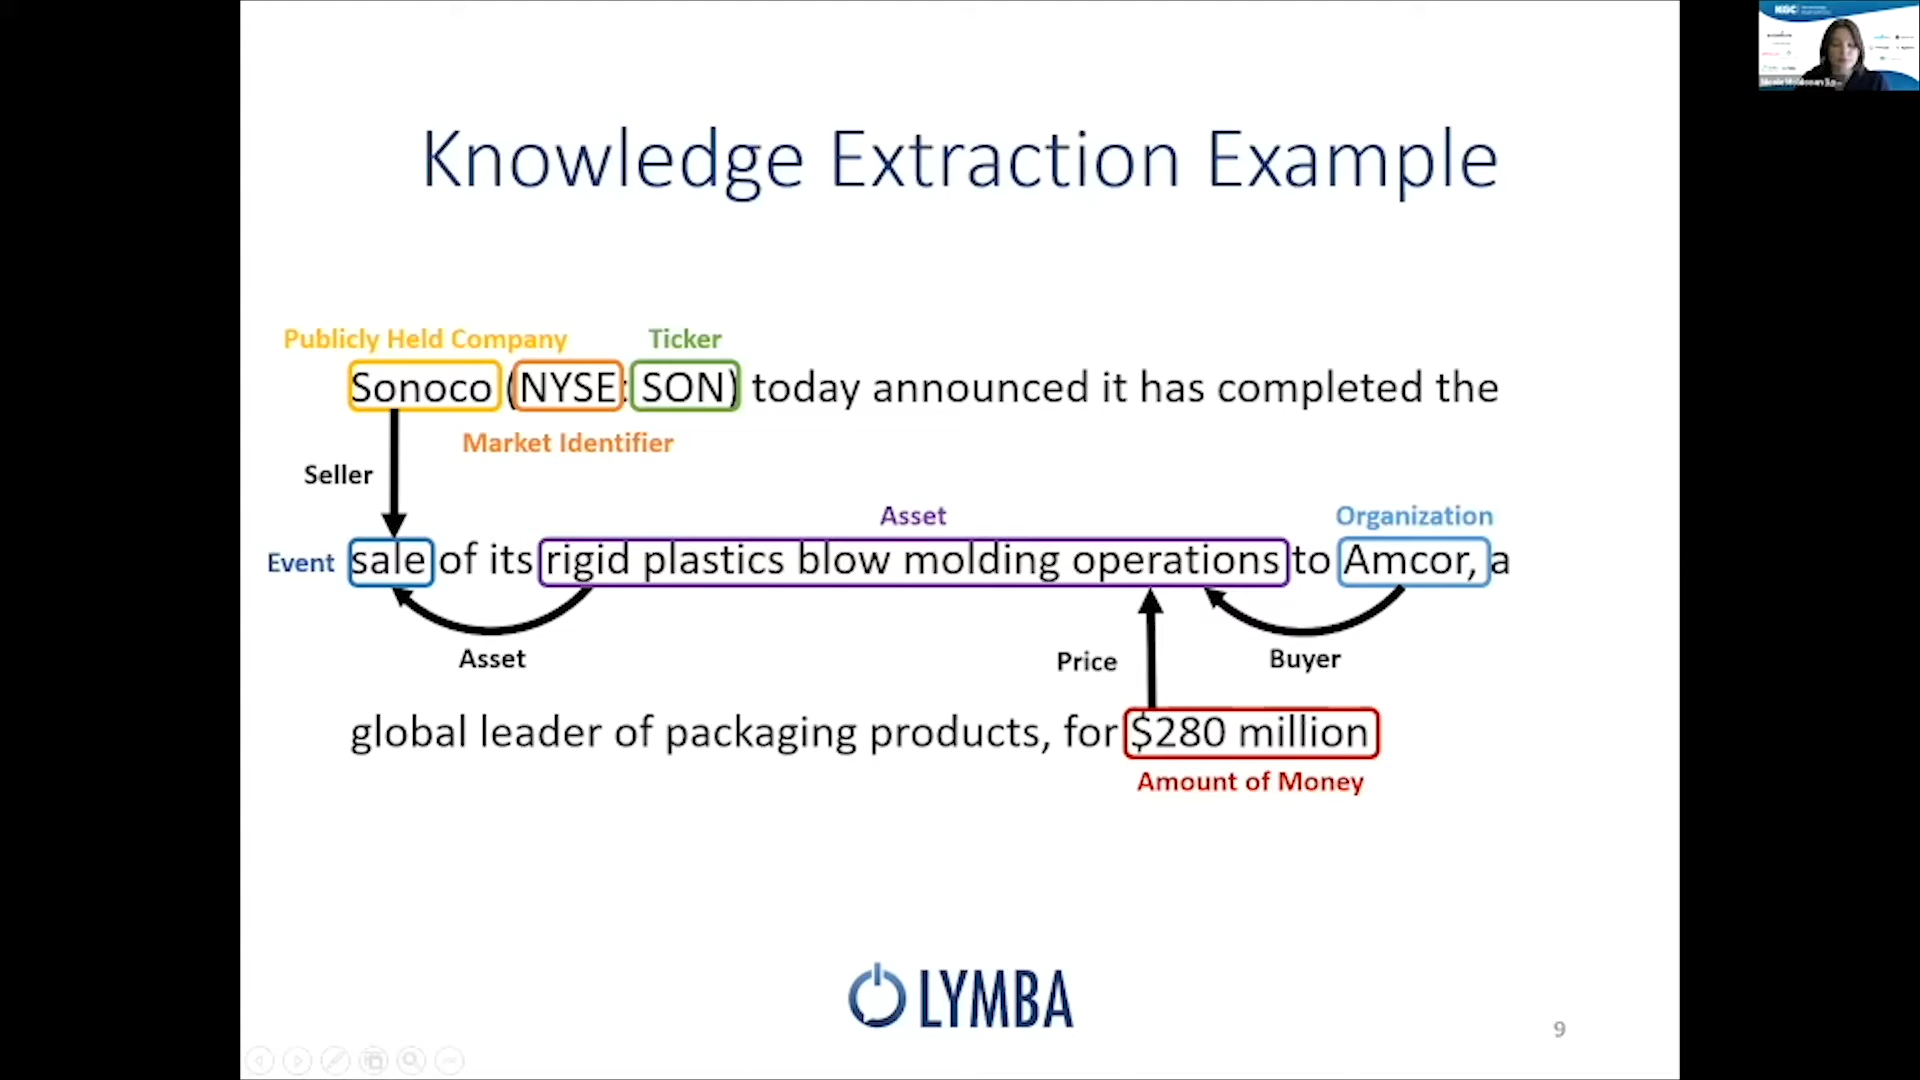 KGC
Knowledge Extraction Example
Publicly Held Company
Ticker
Sonoco (NYSE: SON) today announced it has completed the
Market Identifier
Seller
Asset
Organization
Event
sale of its rigid plastics blow molding operations to Amcor, a
Asset
Price
Buyer
global leader of packaging products, for $280 million
Amount of Money
LYMBA
9